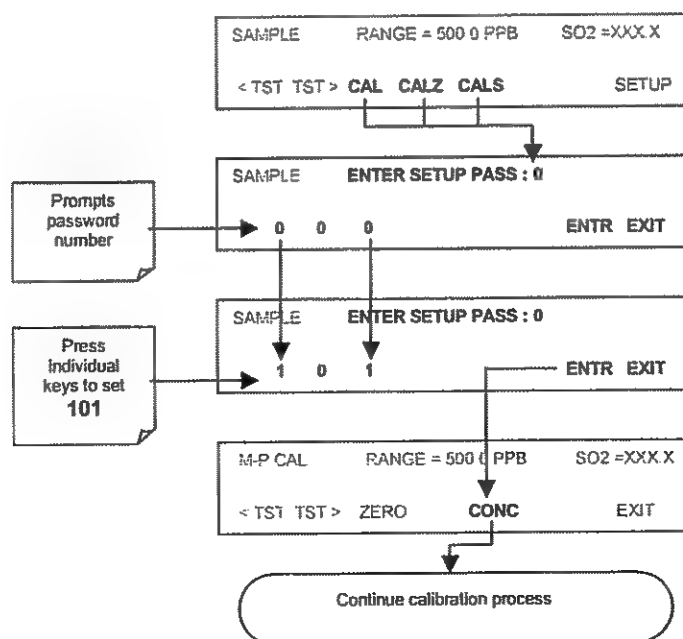 SAMPLE RANGE = 500 0 PPB SO2 =XXX.X
< TST TST > CAL CALZ CALS SETUP
SAMPLE ENTER SETUP PASS : 0
Prompts
password
number
0 0 0 ENTR EXIT
SAMPLE ENTER SETUP PASS : 0
Press
individual
keys to set
101
1 0 1 ENTR EXIT
M-P CAL RANGE = 500 0 PPB SO2 =XXX.X
< TST TST > ZERO CONC EXIT
Continue calibration process